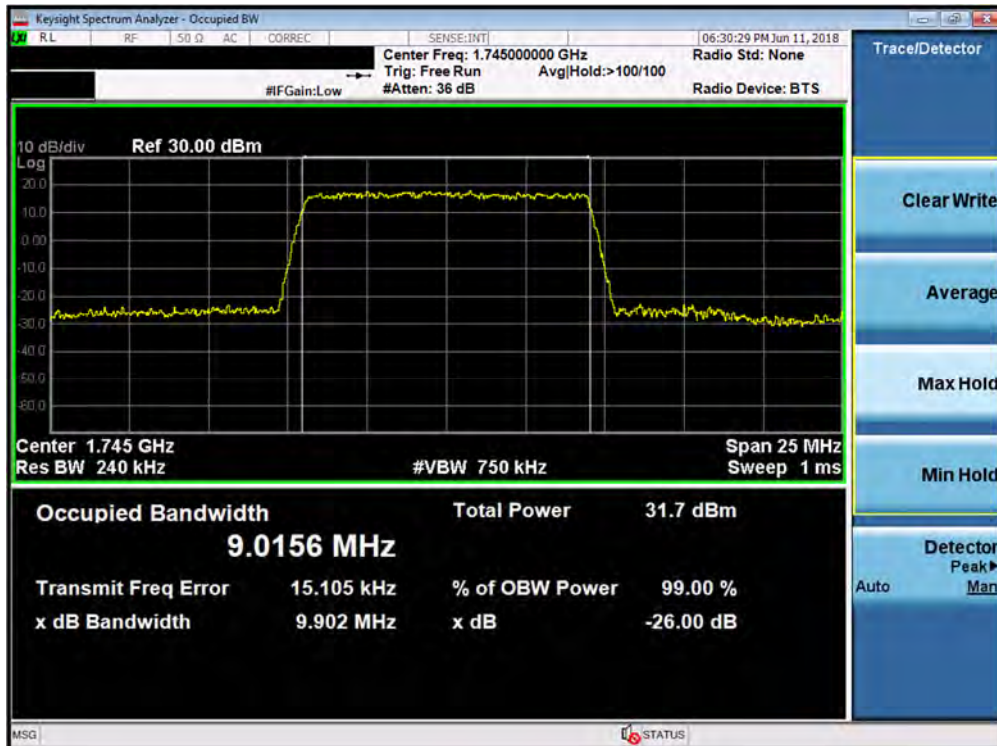 Keysight Spectrum Analyzer - Occupied BW
RL RF 50 Ω AC CORREC SENSE:INT 06:30:29 PM Jun 11, 2018
Center Freq: 1.745000000 GHz Radio Std: None
Trig: Free Run Avg|Hold:>100/100
#IFGain:Low #Atten: 36 dB Radio Device: BTS
10 dB/div Ref 30.00 dBm
Log
20.0
10.0
0.00
-10.0
-20.0
-30.0
-40.0
-50.0
-60.0
Center 1.745 GHz Span 25 MHz
Res BW 240 kHz #VBW 750 kHz Sweep 1 ms
Occupied Bandwidth Total Power 31.7 dBm
9.0156 MHz
Transmit Freq Error 15.105 kHz % of OBW Power 99.00 %
x dB Bandwidth 9.902 MHz x dB -26.00 dB
MSG STATUS
Trace/Detector
Clear Write
Average
Max Hold
Min Hold
Detector
Peak▶
Auto Man